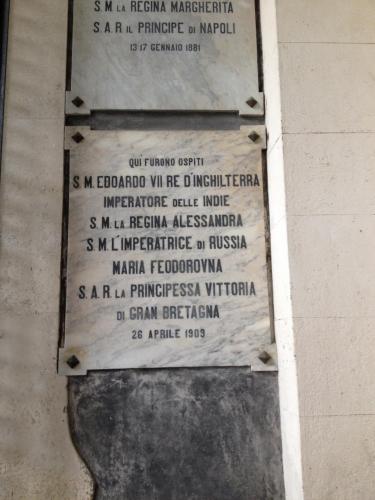 S.M. LA REGINA MARGHERITA
S.A.R. IL PRINCIPE DI NAPOLI
13 17 GENNAIO 1881
QUI FURONO OSPITI
S.M. EDOARDO VII RE D'INGHILTERRA
IMPERATORE DELLE INDIE
S.M. LA REGINA ALESSANDRA
S.M. L'IMPERATRICE DI RUSSIA
MARIA FEODOROVNA
S.A.R. LA PRINCIPESSA VITTORIA
DI GRAN BRETAGNA
26 APRILE 1909